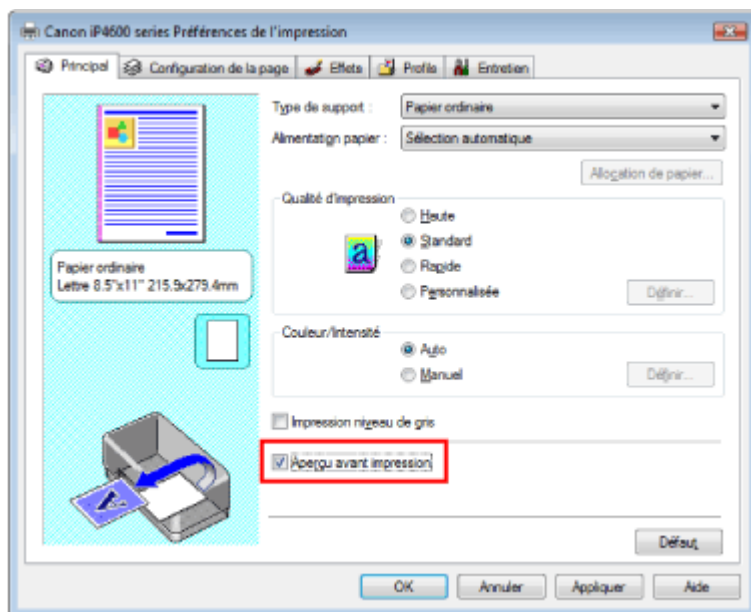 Canon iP4600 series Préférences de l'impression
Principal Configuration de la page Effets Profils Entretien
Type de support : Papier ordinaire
Alimentation papier : Sélection automatique
Allocation de papier...
Qualité d'impression
Haute
a Standard
Rapide
Personnalisée Définir...
Papier ordinaire
Lettre 8.5"x11" 215.9x279.4mm
Couleur/Intensité
Auto
Manuel Définir...
Impression niveau de gris
Aperçu avant impression
Défaut
OK Annuler Appliquer Aide